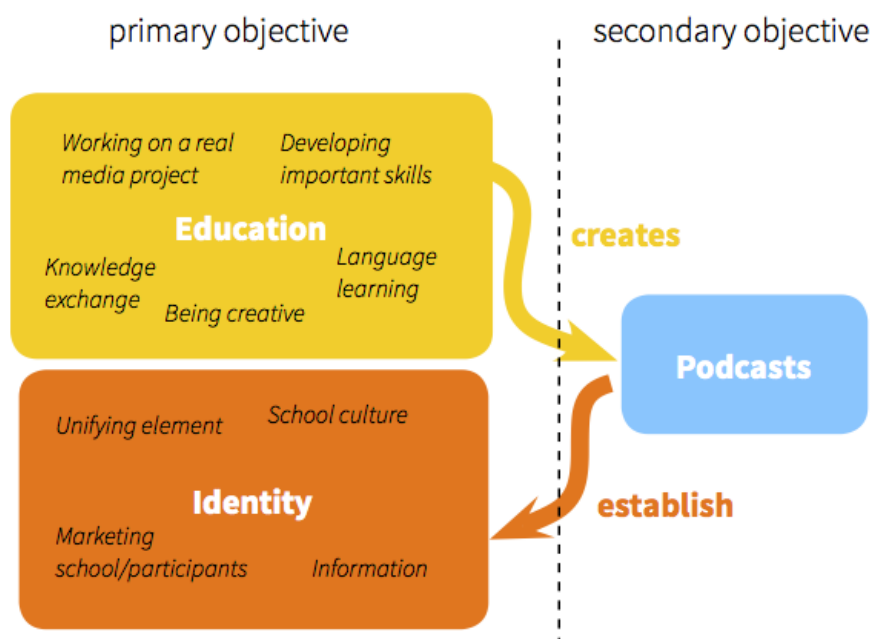 primary objective
secondary objective
Working on a real
media project
Developing
important skills
Education
creates
Knowledge
exchange
Being creative
Language
learning
Podcasts
Unifying element
School culture
Identity
establish
Marketing
school/participants
Information